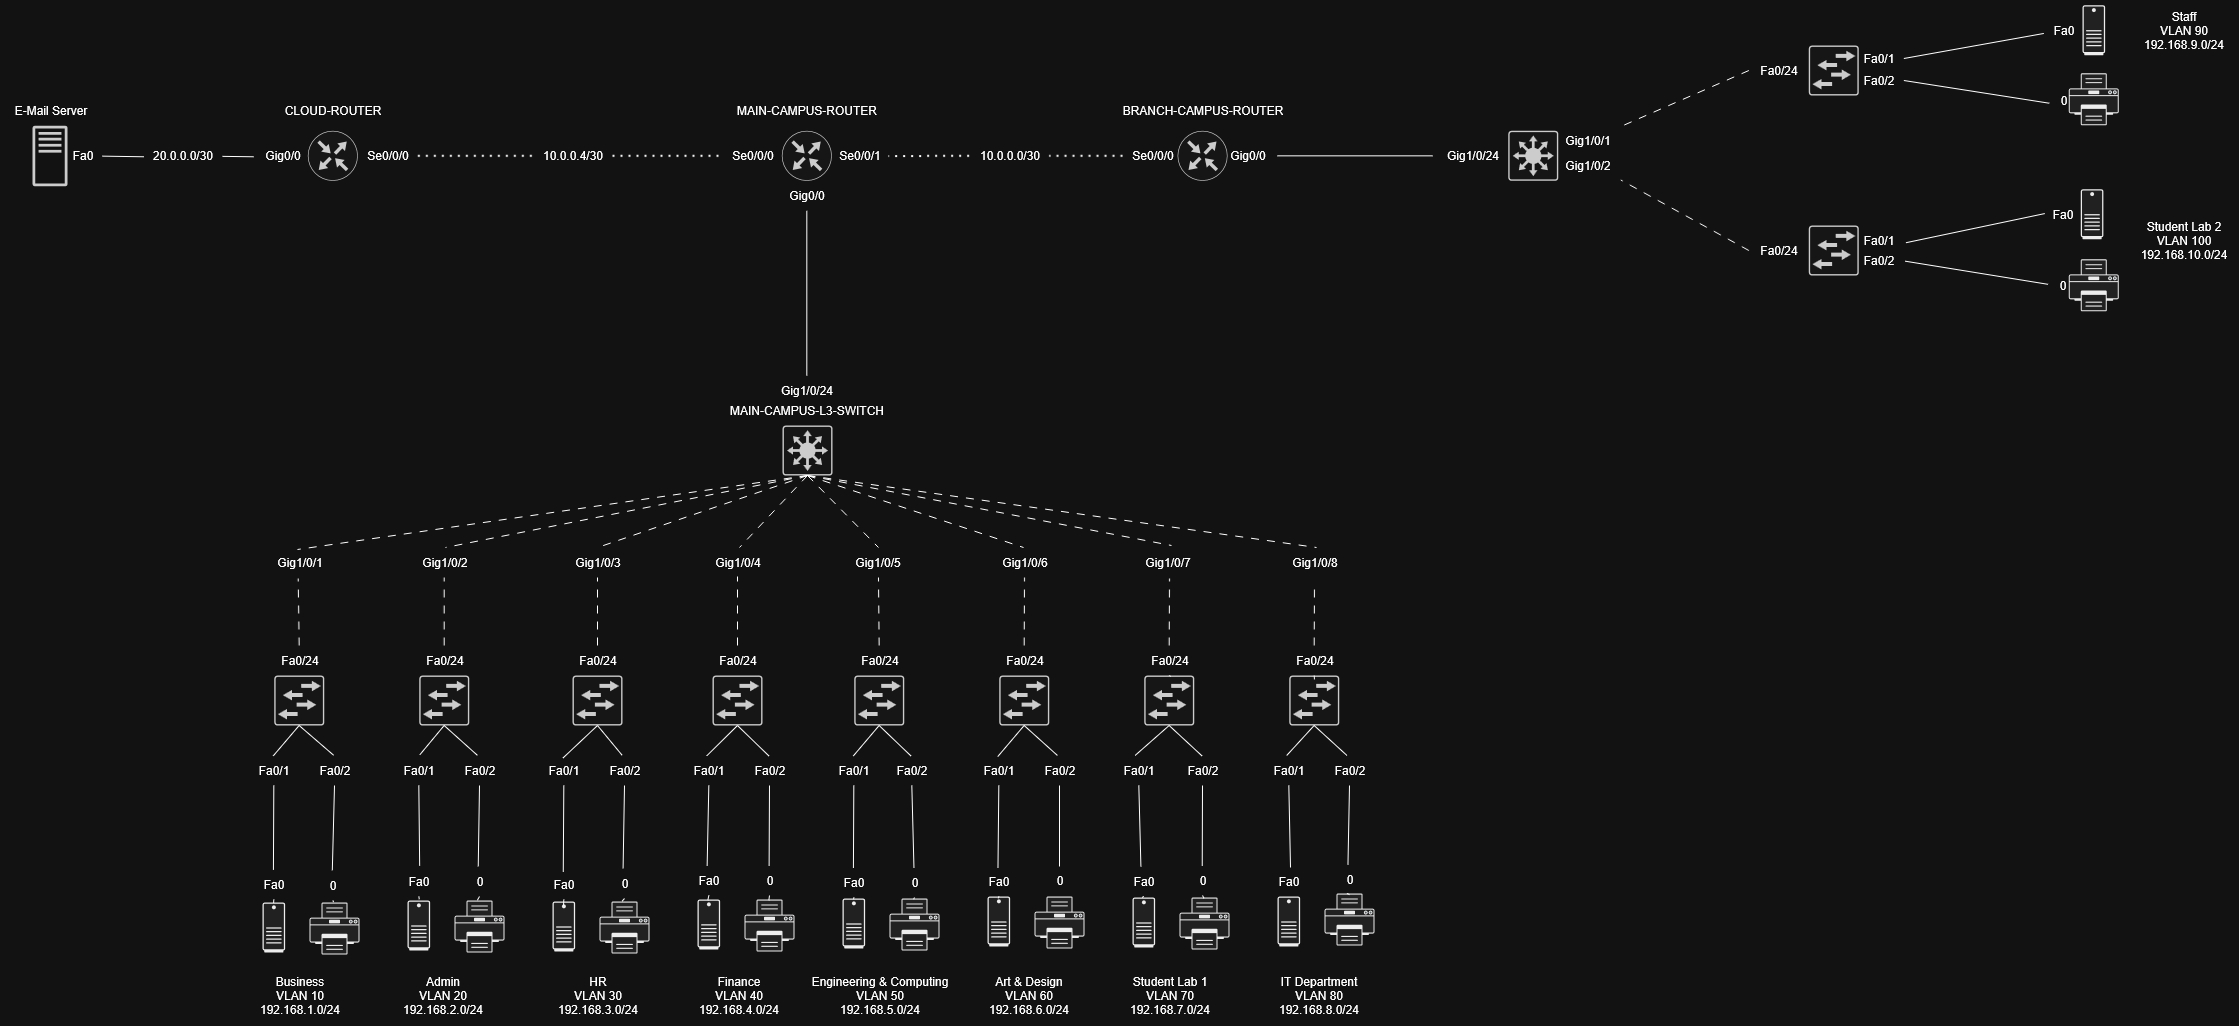 Staff
VLAN 90
192.168.9.0/24
Fa0
Fa0/1
Fa0/24
Fa0/2
0
E-Mail Server
CLOUD-ROUTER
MAIN-CAMPUS-ROUTER
BRANCH-CAMPUS-ROUTER
Fa0
20.0.0.0/30
Gig0/0
Se0/0/0
10.0.0.4/30
Se0/0/0
Se0/0/1
10.0.0.0/30
Se0/0/0
Gig0/0
Gig1/0/24
Gig1/0/1
Gig1/0/2
Gig0/0
Fa0
Student Lab 2
VLAN 100
192.168.10.0/24
Fa0/24
Fa0/1
Fa0/2
0
Gig1/0/24
MAIN-CAMPUS-L3-SWITCH
Gig1/0/1
Gig1/0/2
Gig1/0/3
Gig1/0/4
Gig1/0/5
Gig1/0/6
Gig1/0/7
Gig1/0/8
Fa0/24
Fa0/24
Fa0/24
Fa0/24
Fa0/24
Fa0/24
Fa0/24
Fa0/24
Fa0/1
Fa0/2
Fa0/1
Fa0/2
Fa0/1
Fa0/2
Fa0/1
Fa0/2
Fa0/1
Fa0/2
Fa0/1
Fa0/2
Fa0/1
Fa0/2
Fa0/1
Fa0/2
Fa0
0
Fa0
0
Fa0
0
Fa0
0
Fa0
0
Fa0
0
Fa0
0
Fa0
0
Business
VLAN 10
192.168.1.0/24
Admin
VLAN 20
192.168.2.0/24
HR
VLAN 30
192.168.3.0/24
Finance
VLAN 40
192.168.4.0/24
Engineering & Computing
VLAN 50
192.168.5.0/24
Art & Design
VLAN 60
192.168.6.0/24
Student Lab 1
VLAN 70
192.168.7.0/24
IT Department
VLAN 80
192.168.8.0/24